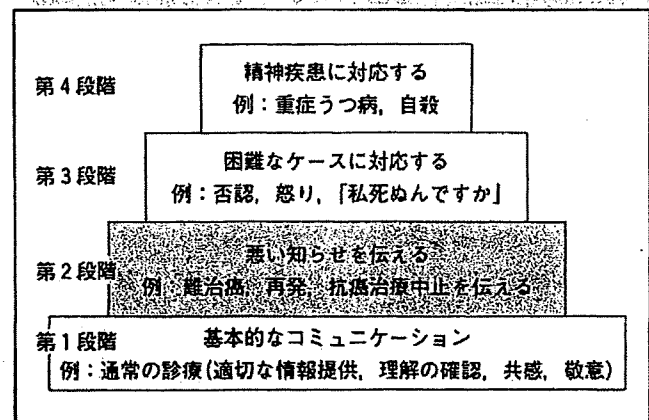 第4段階
精神疾患に対応する
例：重症うつ病，自殺
第3段階
困難なケースに対応する
例：否認，怒り，「私死ぬんですか」
第2段階
悪い知らせを伝える
例：難治癌，再発，抗癌治療中止を伝える
第1段階
基本的なコミュニケーション
例：通常の診療（適切な情報提供，理解の確認，共感，敬意）